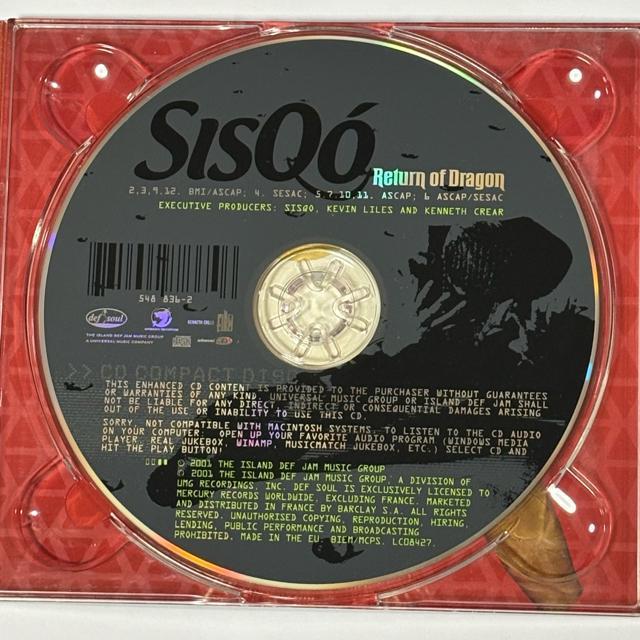 SISQÓ
Return of Dragon
2,3,9,12. BMI/ASCAP; 4. SESAC; 5,7,10,11. ASCAP; 6 ASCAP/SESAC
EXECUTIVE PRODUCERS: SISQO, KEVIN LILES AND KENNETH CREAR
548 836-2
def soul
THE ISLAND DEF JAM MUSIC GROUP
A UNIVERSAL MUSIC COMPANY
>> CD COMPACT DISC
THIS ENHANCED CD CONTENT IS PROVIDED TO THE PURCHASER WITHOUT GUARANTEES
OR WARRANTIES OF ANY KIND. UNIVERSAL MUSIC GROUP OR ISLAND DEF JAM SHALL
NOT BE LIABLE FOR ANY DIRECT, INDIRECT OR CONSEQUENTIAL DAMAGES ARISING
OUT OF THE USE OR INABILITY TO USE THIS CD.
SORRY, NOT COMPATIBLE WITH MACINTOSH SYSTEMS. TO LISTEN TO THE CD AUDIO
ON YOUR COMPUTER: OPEN UP YOUR FAVORITE AUDIO PROGRAM (WINDOWS MEDIA
PLAYER, REAL JUKEBOX, WINAMP, MUSICMATCH JUKEBOX, ETC.) SELECT CD AND
HIT THE PLAY BUTTON!
℗ 2001 THE ISLAND DEF JAM MUSIC GROUP
© 2001 THE ISLAND DEF JAM MUSIC GROUP, A DIVISION OF
UMG RECORDINGS, INC. DEF SOUL IS EXCLUSIVELY LICENSED TO
MERCURY RECORDS WORLDWIDE, EXCLUDING FRANCE. MARKETED
AND DISTRIBUTED IN FRANCE BY BARCLAY S.A. ALL RIGHTS
RESERVED. UNAUTHORISED COPYING, REPRODUCTION, HIRING,
LENDING, PUBLIC PERFORMANCE AND BROADCASTING
PROHIBITED. MADE IN THE EU. BIEM/MCPS. LC08427.